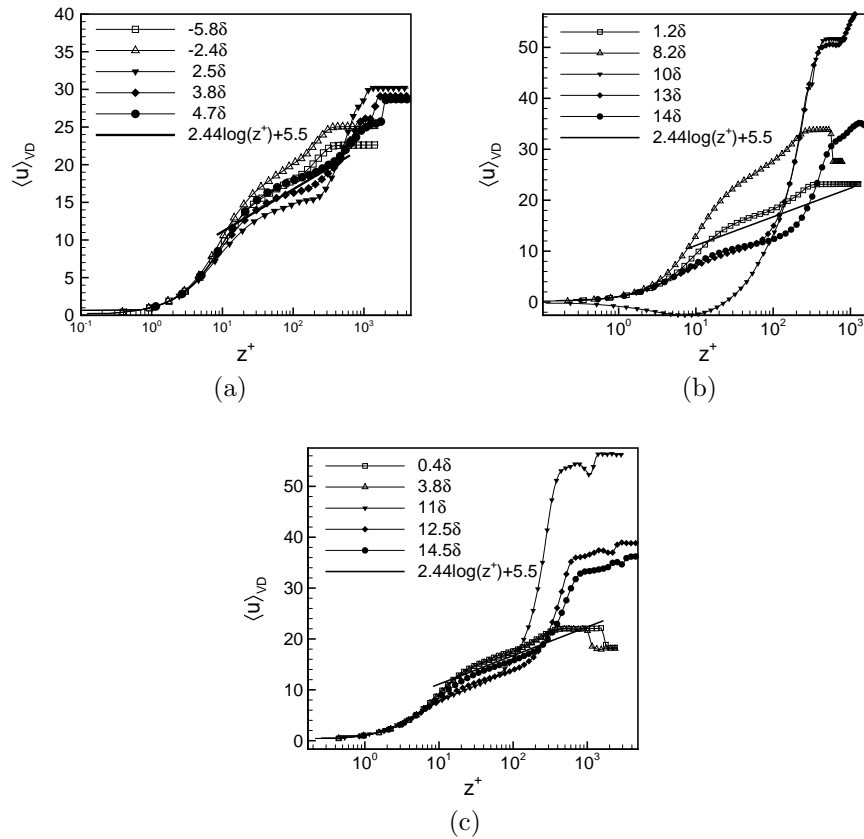 40
35
30
25
20
15
10
5
0
⟨u⟩VD
-5.8δ
-2.4δ
2.5δ
3.8δ
4.7δ
2.44log(z⁺)+5.5
10⁻¹ 10⁰ 10¹ 10² 10³
z⁺
(a)
50
40
30
20
10
0
⟨u⟩VD
1.2δ
8.2δ
10δ
13δ
14δ
2.44log(z⁺)+5.5
10⁰ 10¹ 10² 10³
z⁺
(b)
50
40
30
20
10
0
⟨u⟩VD
0.4δ
3.8δ
11δ
12.5δ
14.5δ
2.44log(z⁺)+5.5
10⁰ 10¹ 10² 10³
z⁺
(c)